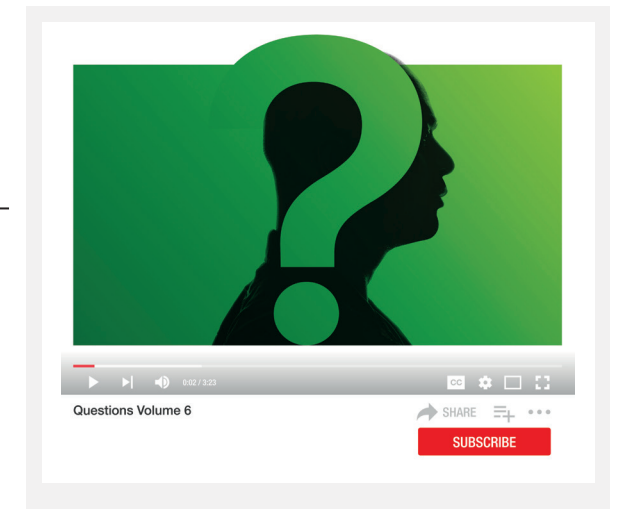 ?
0:02 / 3:23
CC
Questions Volume 6
SHARE
SUBSCRIBE